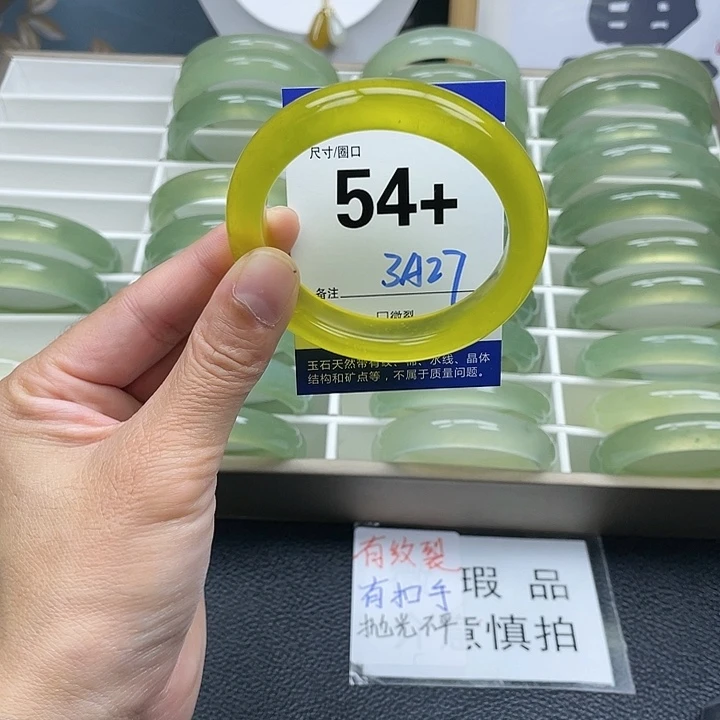 尺寸/圈口
54+
3A27
备注
微裂
玉石天然带有纹、棉、水线、晶体
结构和矿点等，不属于质量问题。
有纹裂
有扣手
抛光不平
瑕 品
慎拍